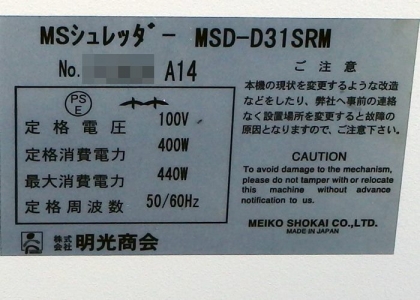 MSシュレッダー MSD-D31SRM
No. A14
PS
E
定格電圧 100V
定格消費電力 400W
最大消費電力 440W
定格周波数 50/60Hz
株式会社 明光商会
ご注意
本機の現状を変更するような改造
などをしたり、弊社へ事前の連絡
なく設置場所を変更すると故障の
原因となりますので、ご注意下さい。
CAUTION
To avoid damage to the mechanism,
please do not tamper with or relocate
this machine without advance
notification to us.
MEIKO SHOKAI CO.,LTD.
MADE IN JAPAN